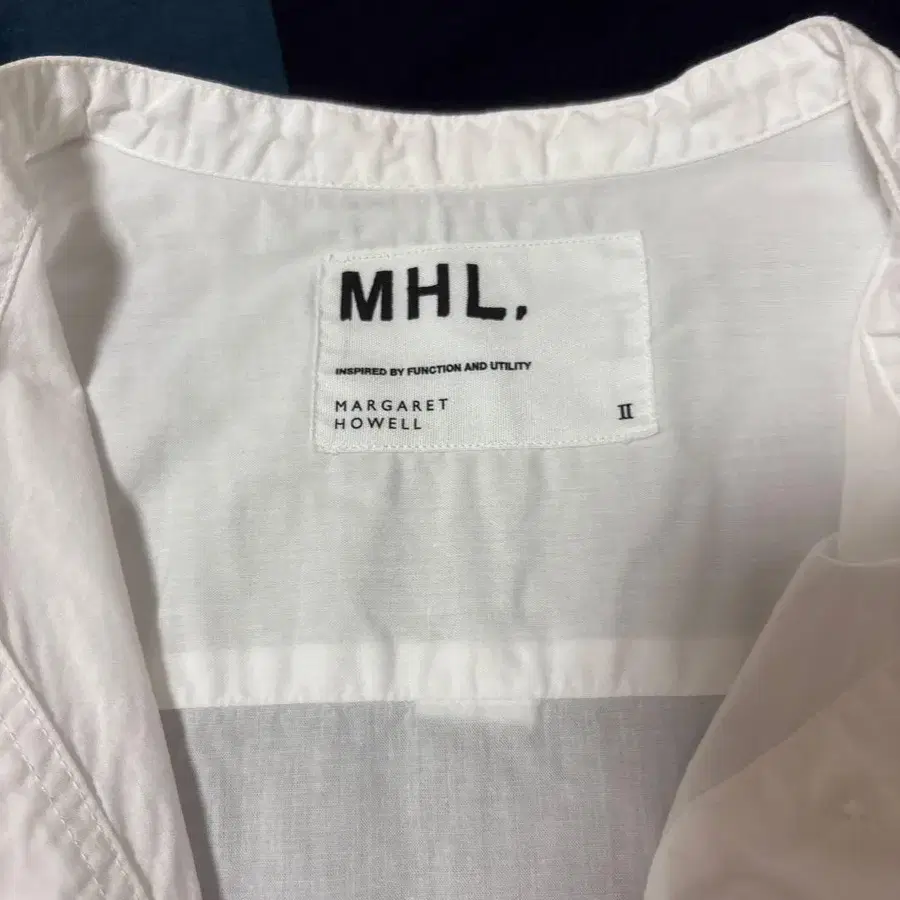 MHL.
INSPIRED BY FUNCTION AND UTILITY
MARGARET
HOWELL
II